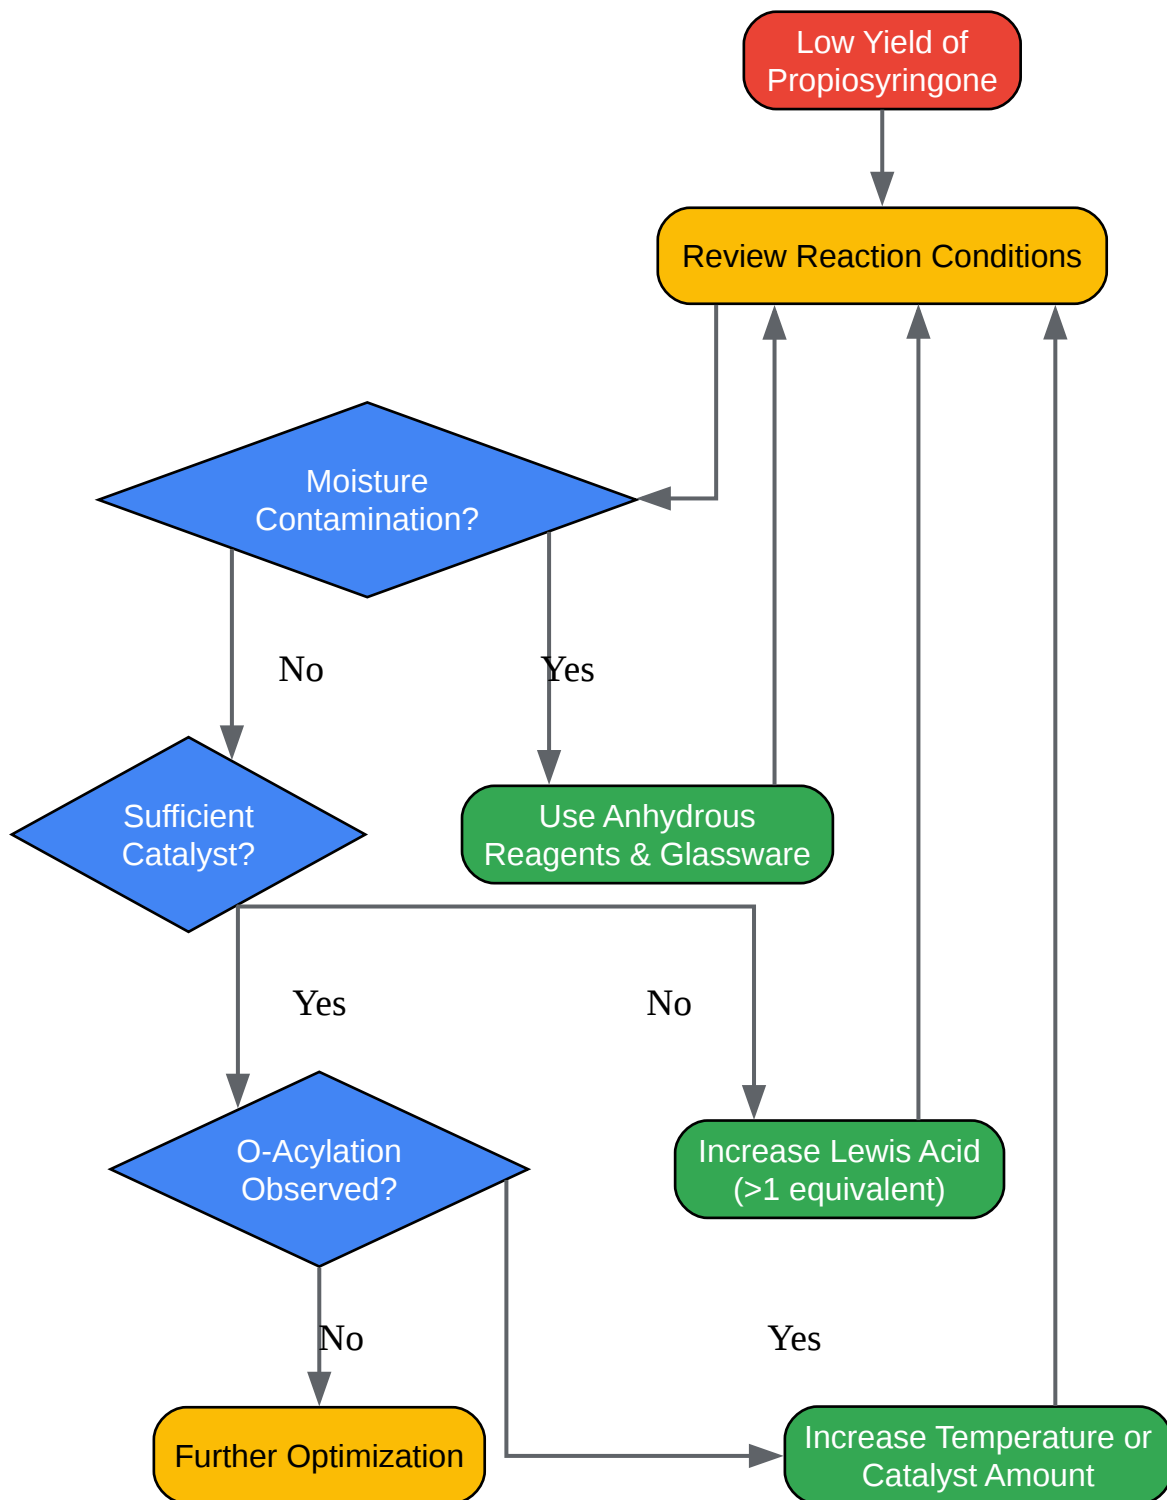 Low Yield of
Propiosyringone
Review Reaction Conditions
Moisture
Contamination?
No
Yes
Sufficient
Catalyst?
Use Anhydrous
Reagents & Glassware
Yes
No
O-Acylation
Observed?
Increase Lewis Acid
(>1 equivalent)
No
Yes
Further Optimization
Increase Temperature or
Catalyst Amount